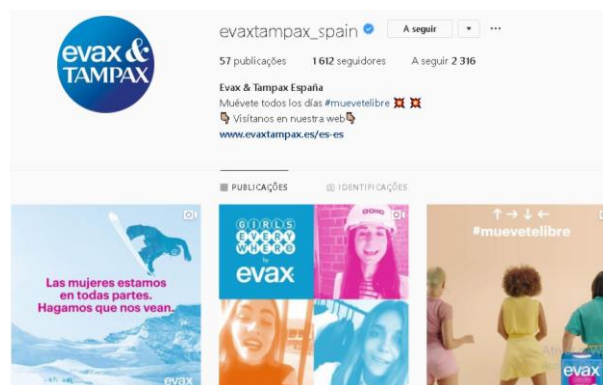 evax &
TAMPAX
evaxtampax_spain
A seguir
57 publicações 1 612 seguidores A seguir 2 316
Evax & Tampax España
Muévete todos los días #muevetelibre
Visítanos en nuestra web
www.evaxtampax.es/es-es
PUBLICAÇÕES IDENTIFICAÇÕES
Las mujeres estamos
en todas partes.
Hagamos que nos vean.
evax
GIRLS
EVERY
WHERE
by
evax
↑ → ↓ ←
#muevetelibre
evax